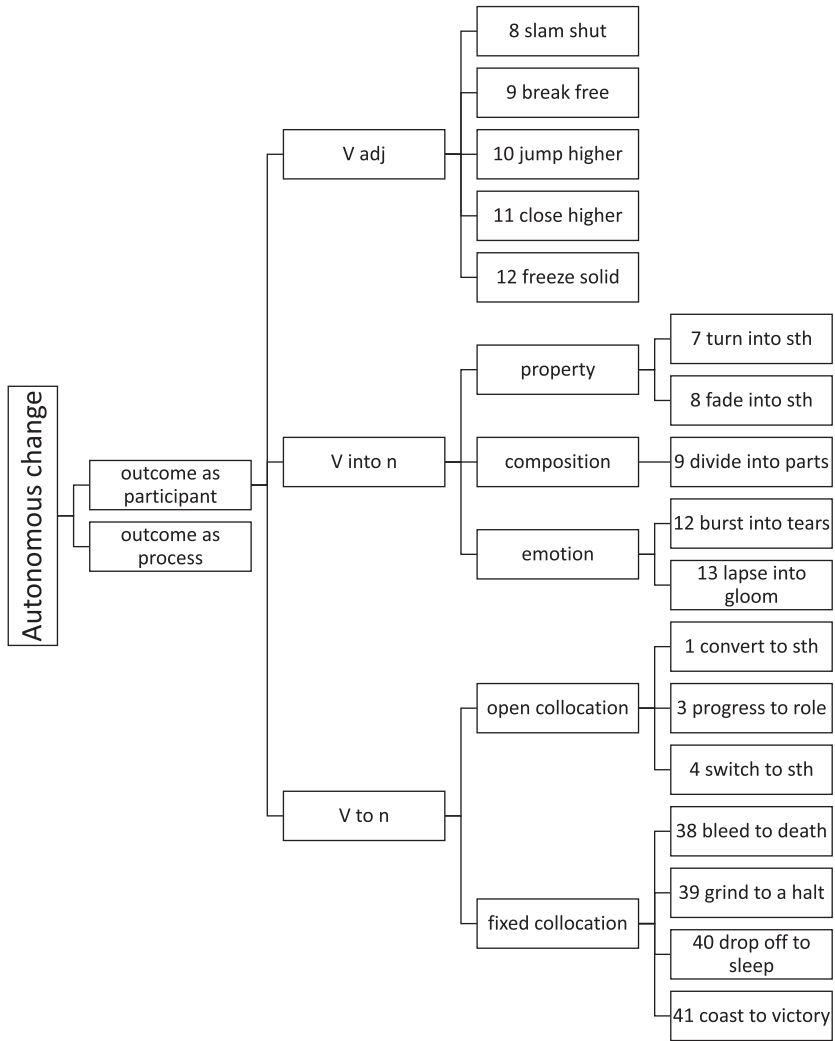 Autonomous change
outcome as
participant
outcome as
process
V adj
8 slam shut
9 break free
10 jump higher
11 close higher
12 freeze solid
V into n
property
7 turn into sth
8 fade into sth
composition
9 divide into parts
emotion
12 burst into tears
13 lapse into
gloom
V to n
open collocation
1 convert to sth
3 progress to role
4 switch to sth
fixed collocation
38 bleed to death
39 grind to a halt
40 drop off to
sleep
41 coast to victory